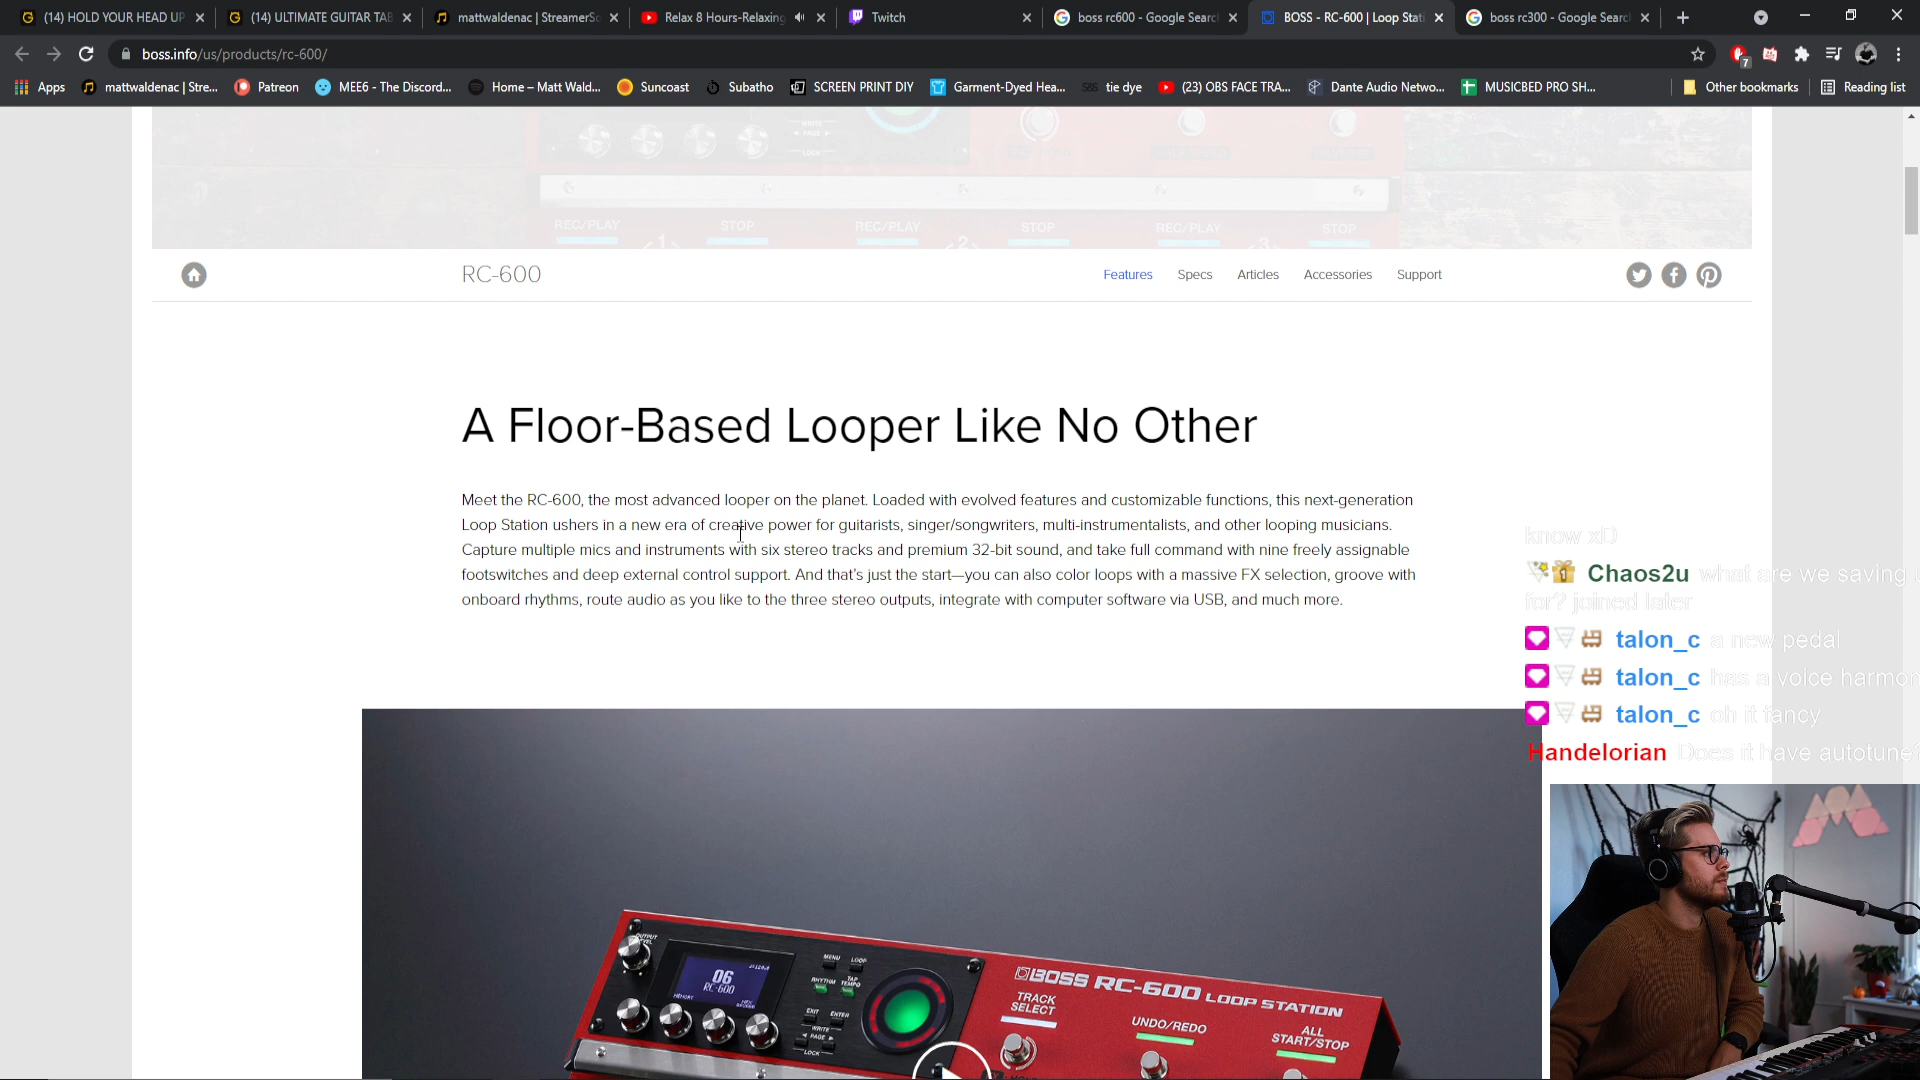 (14) HOLD YOUR HEAD UP
(14) ULTIMATE GUITAR TAB
mattwaldenac | StreamerSo
Relax 8 Hours-Relaxing
Twitch
boss rc600 - Google Search
BOSS - RC-600 | Loop Stati
boss rc300 - Google Search
boss.info/us/products/rc-600/
7
Apps
mattwaldenac | Stre...
Patreon
MEE6 - The Discord...
Home – Matt Wald...
Suncoast
Subatho
SCREEN PRINT DIY
Garment-Dyed Hea...
tie dye
(23) OBS FACE TRA...
Dante Audio Netwo...
MUSICBED PRO SH...
Other bookmarks
Reading list
WRITE
PAGE
LOCK
REC/PLAY
STOP
REC/PLAY
STOP
REC/PLAY
STOP
1
2
3
RC-600
Features
Specs
Articles
Accessories
Support
A Floor-Based Looper Like No Other
Meet the RC-600, the most advanced looper on the planet. Loaded with evolved features and customizable functions, this next-generation
Loop Station ushers in a new era of creative power for guitarists, singer/songwriters, multi-instrumentalists, and other looping musicians.
Capture multiple mics and instruments with six stereo tracks and premium 32-bit sound, and take full command with nine freely assignable
footswitches and deep external control support. And that's just the start—you can also color loops with a massive FX selection, groove with
onboard rhythms, route audio as you like to the three stereo outputs, integrate with computer software via USB, and much more.
know xD
Chaos2u what are we saving
for? joined later
talon_c a new pedal
talon_c has a voice harmon
talon_c oh it fancy
Handelorian Does it have autotune?
OUTPUT
LEVEL
06
RC-600
MEMORY
MENU
LOOP
RHYTHM
TAP
TEMPO
EXIT
ENTER
WRITE
PAGE
LOCK
BOSS RC-600 LOOP STATION
TRACK
SELECT
UNDO/REDO
ALL
START/STOP